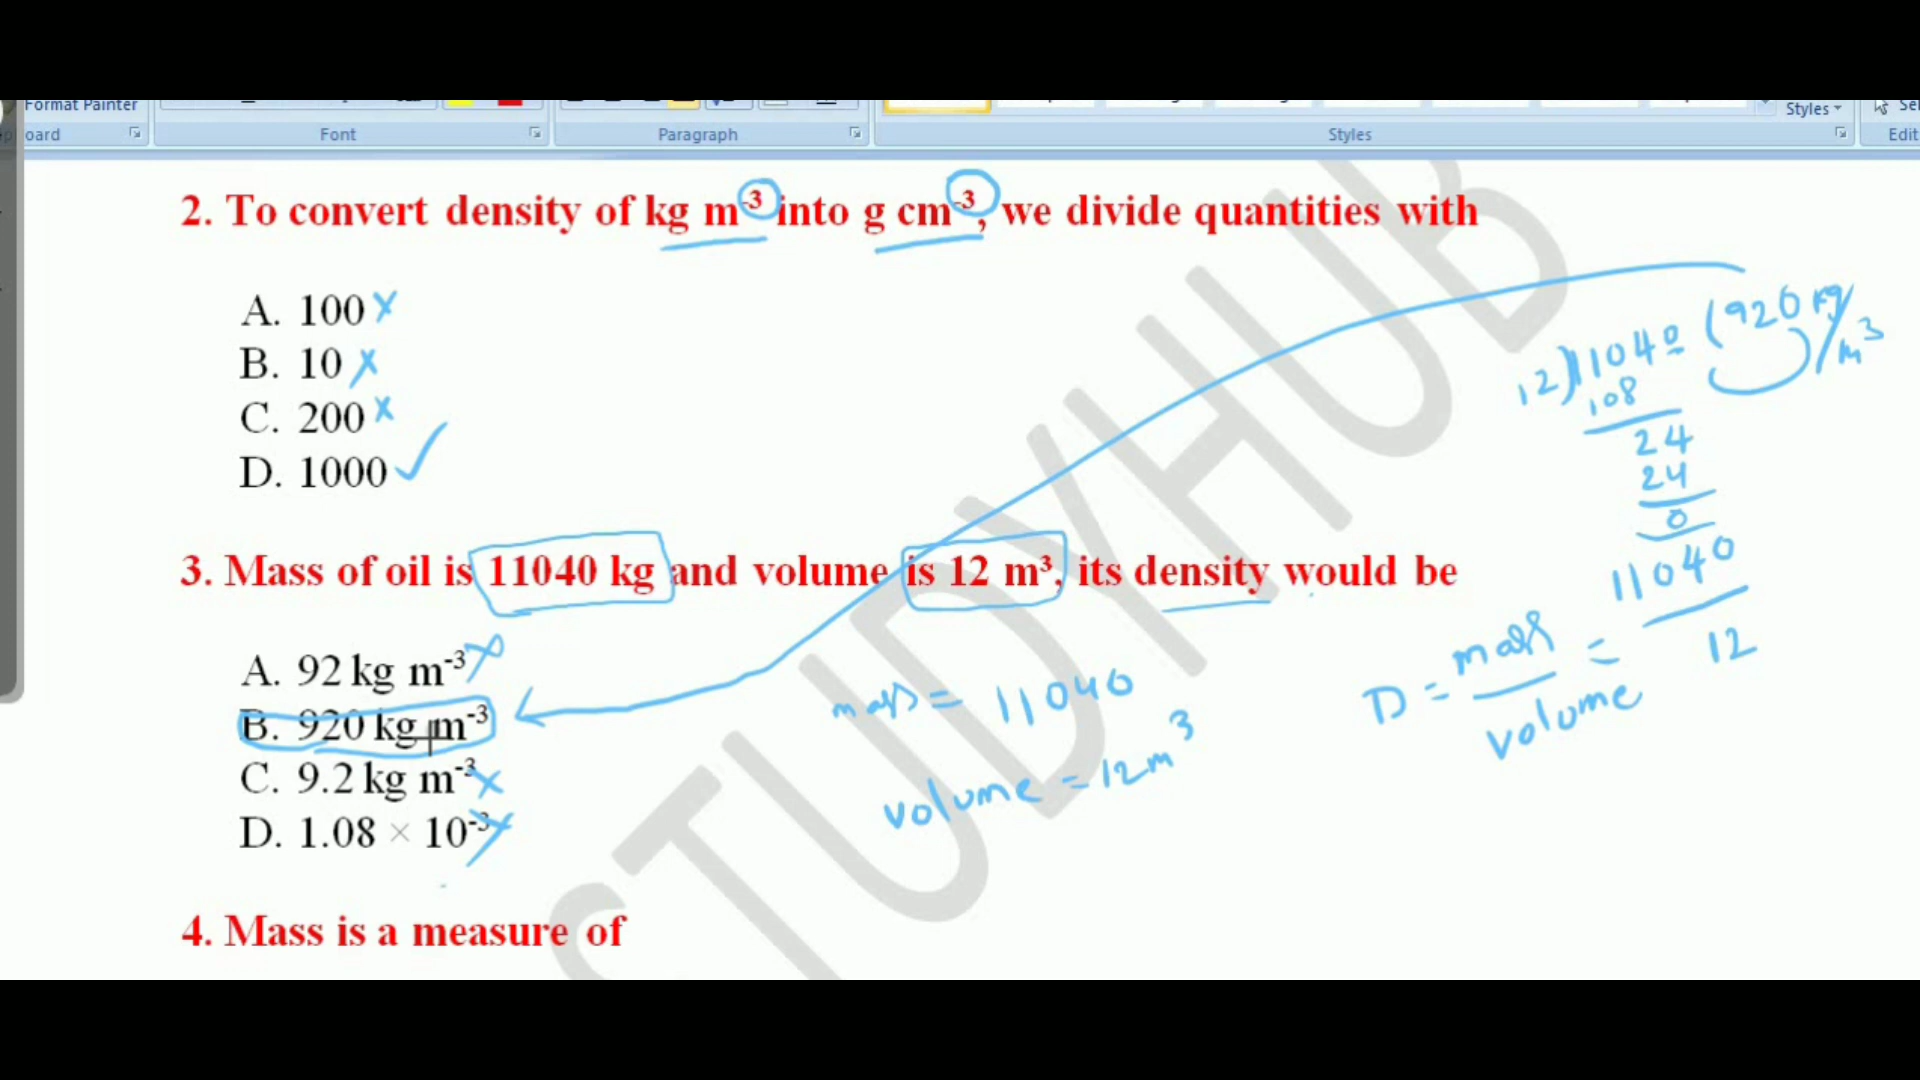 Format Painter
oard
Font
Paragraph
Styles
Styles
Edit
2. To convert density of kg m-3 into g cm-3, we divide quantities with
A. 100 x
B. 10 x
C. 200 x
D. 1000 ✓
12)11040(920 kg/m3
108
24
24
0
3. Mass of oil is 11040 kg and volume is 12 m³, its density would be
A. 92 kg m-3
B. 920 kg m-3
C. 9.2 kg m-3 x
D. 1.08 × 10-3 x
mass = 11040
volume = 12m3
D = mass/volume = 11040/12
4. Mass is a measure of
STUDYHUB